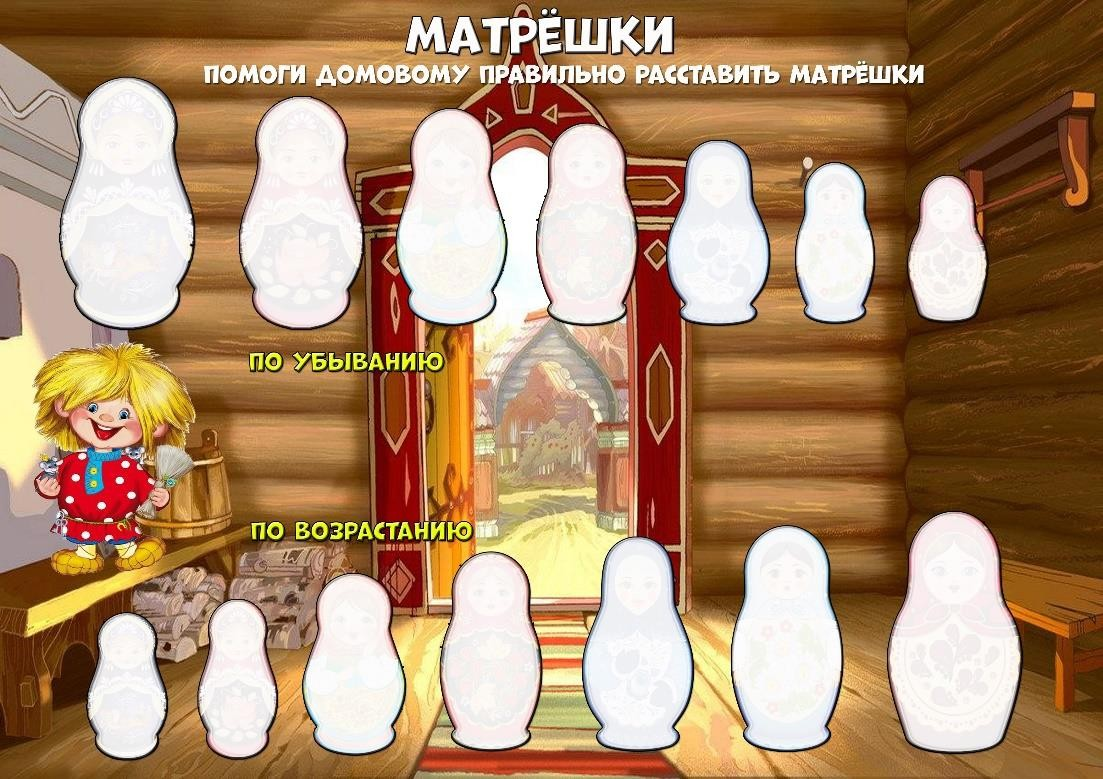 МАТРЁШКИ
ПОМОГИ ДОМОВОМУ ПРАВИЛЬНО РАССТАВИТЬ МАТРЁШКИ
ПО УБЫВАНИЮ
ПО ВОЗРАСТАНИЮ